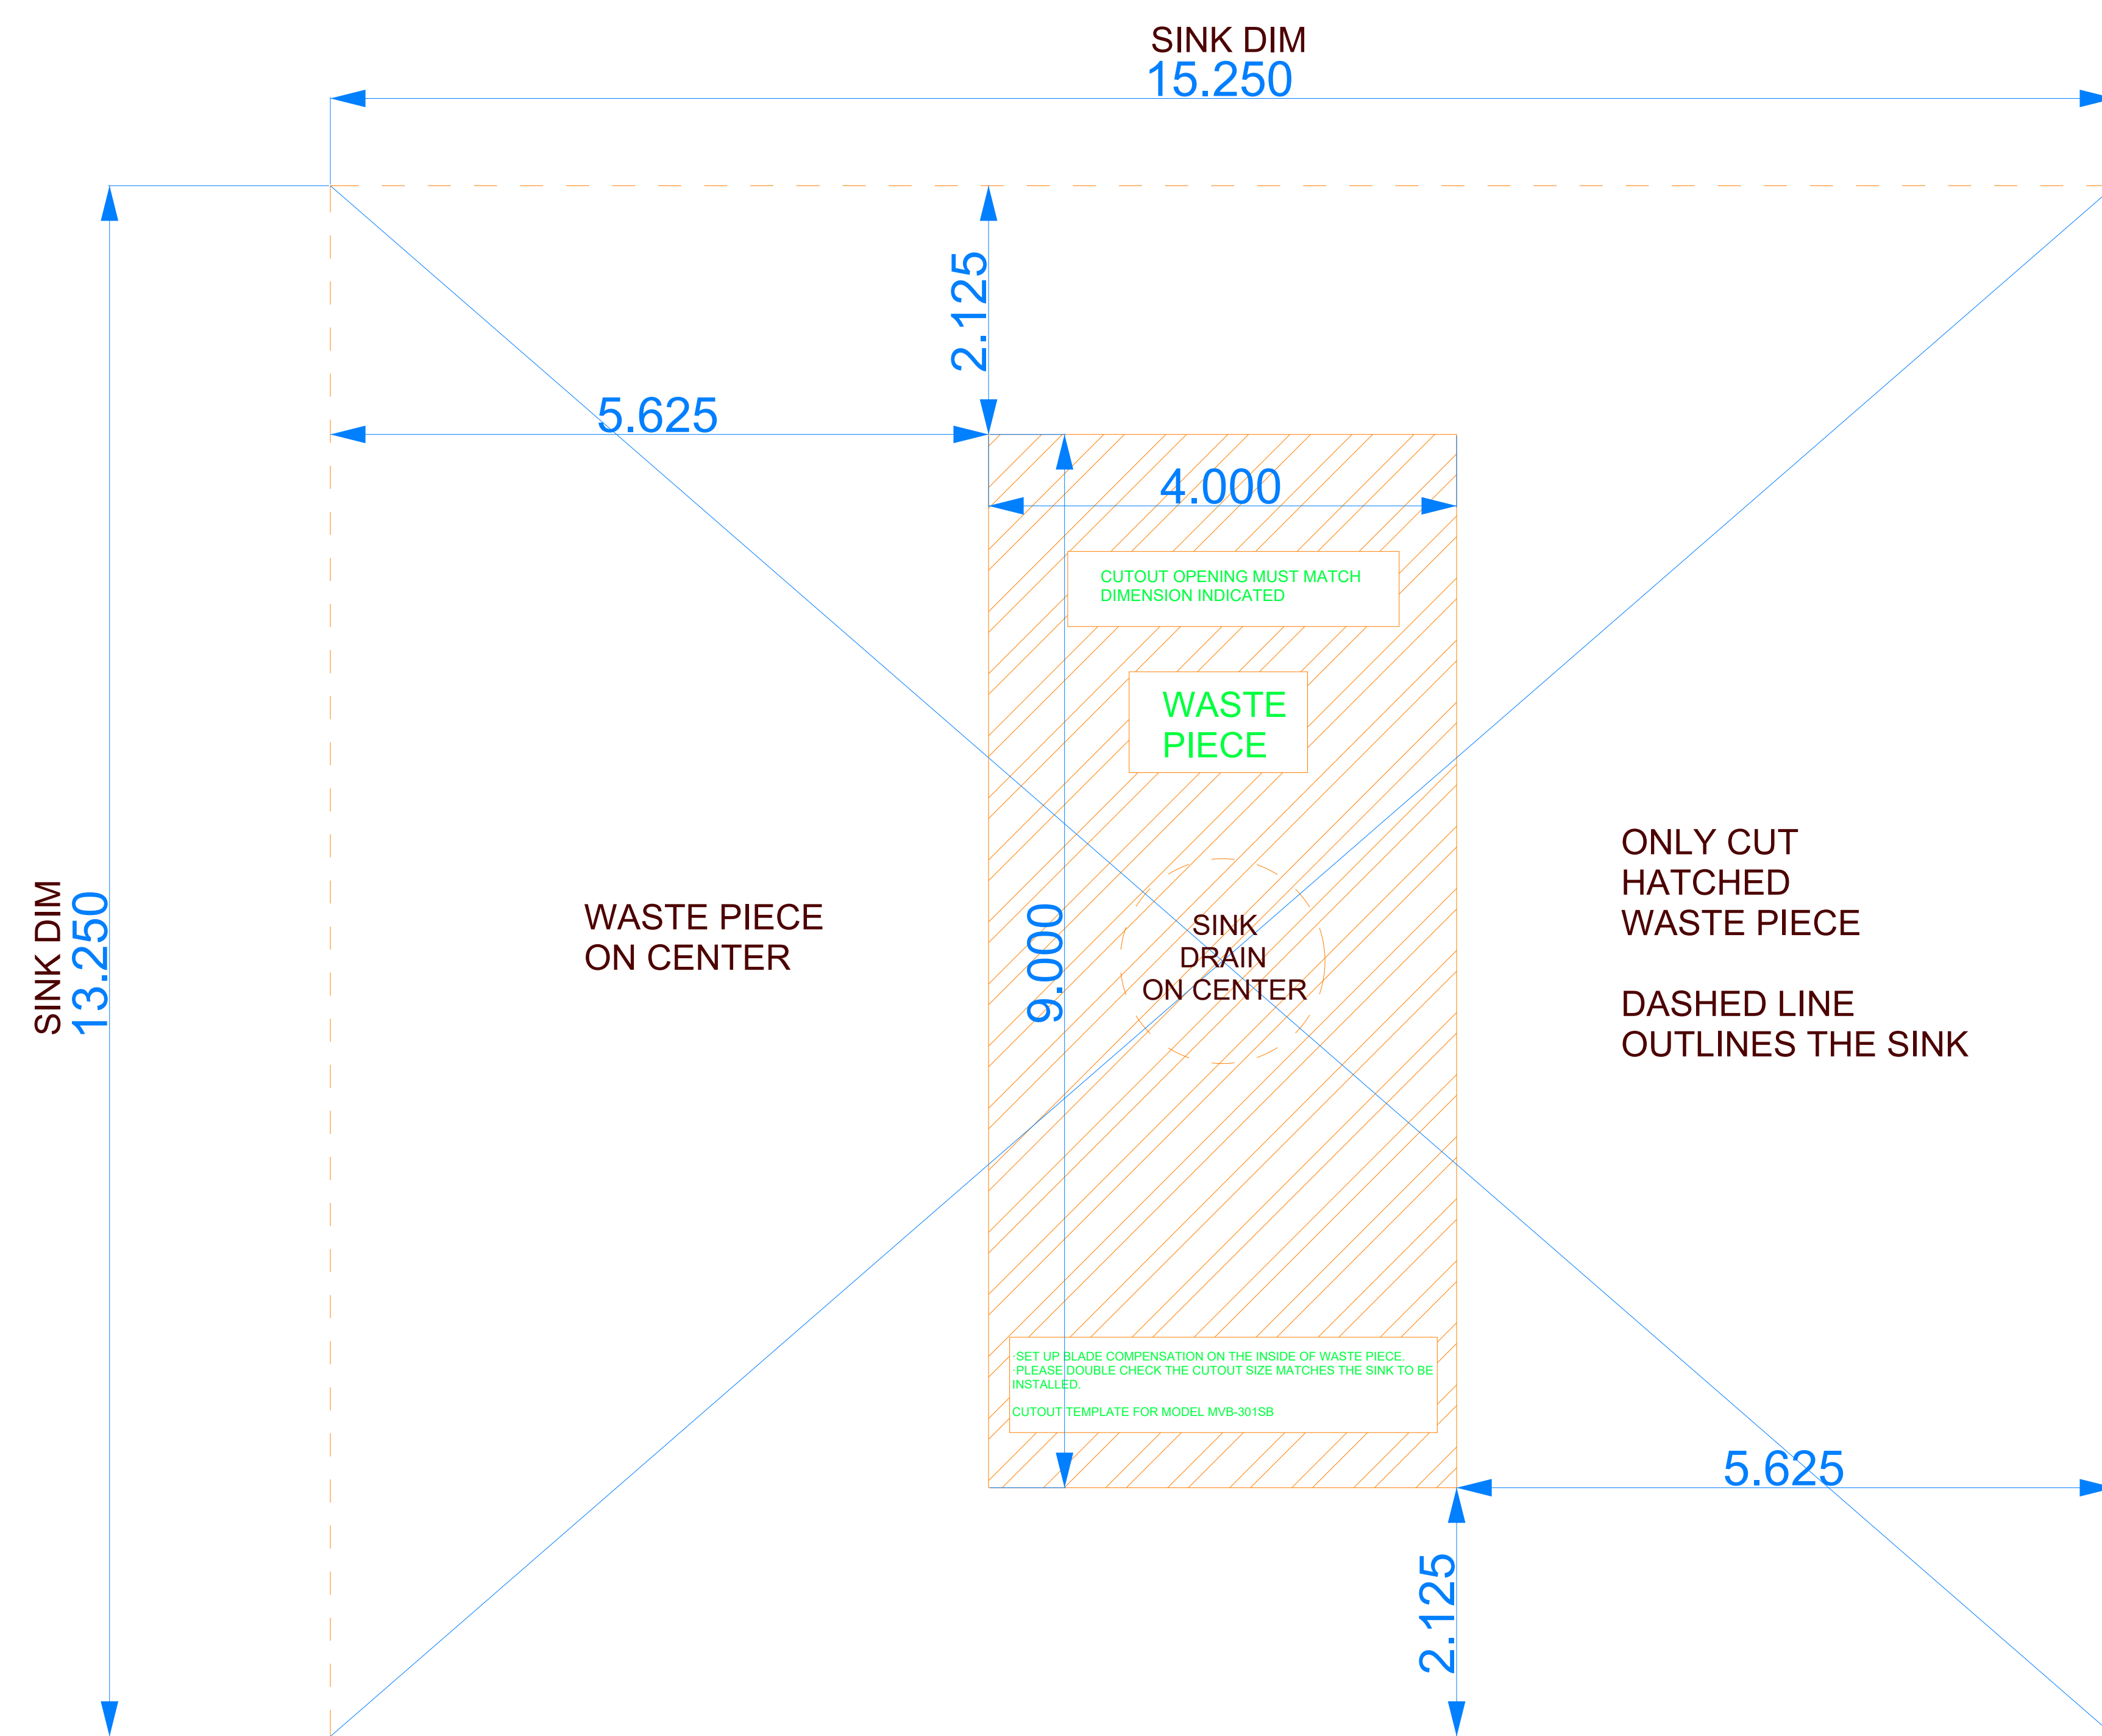 SINK DIM
15.250
2.125
5.625
4.000
CUTOUT OPENING MUST MATCH
DIMENSION INDICATED
WASTE
PIECE
SINK DIM
13.250
WASTE PIECE
ON CENTER
9.000
SINK
DRAIN
ON CENTER
ONLY CUT
HATCHED
WASTE PIECE
DASHED LINE
OUTLINES THE SINK
·SET UP BLADE COMPENSATION ON THE INSIDE OF WASTE PIECE.
·PLEASE DOUBLE CHECK THE CUTOUT SIZE MATCHES THE SINK TO BE
INSTALLED.
CUTOUT TEMPLATE FOR MODEL MVB-301SB
5.625
2.125